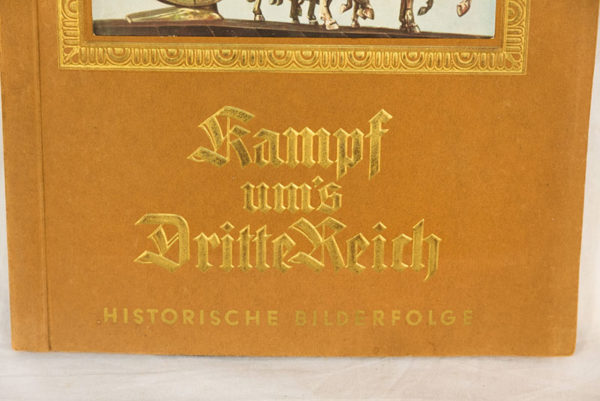 Kampf
um's
Dritte Reich
HISTORISCHE BILDERFOLGE